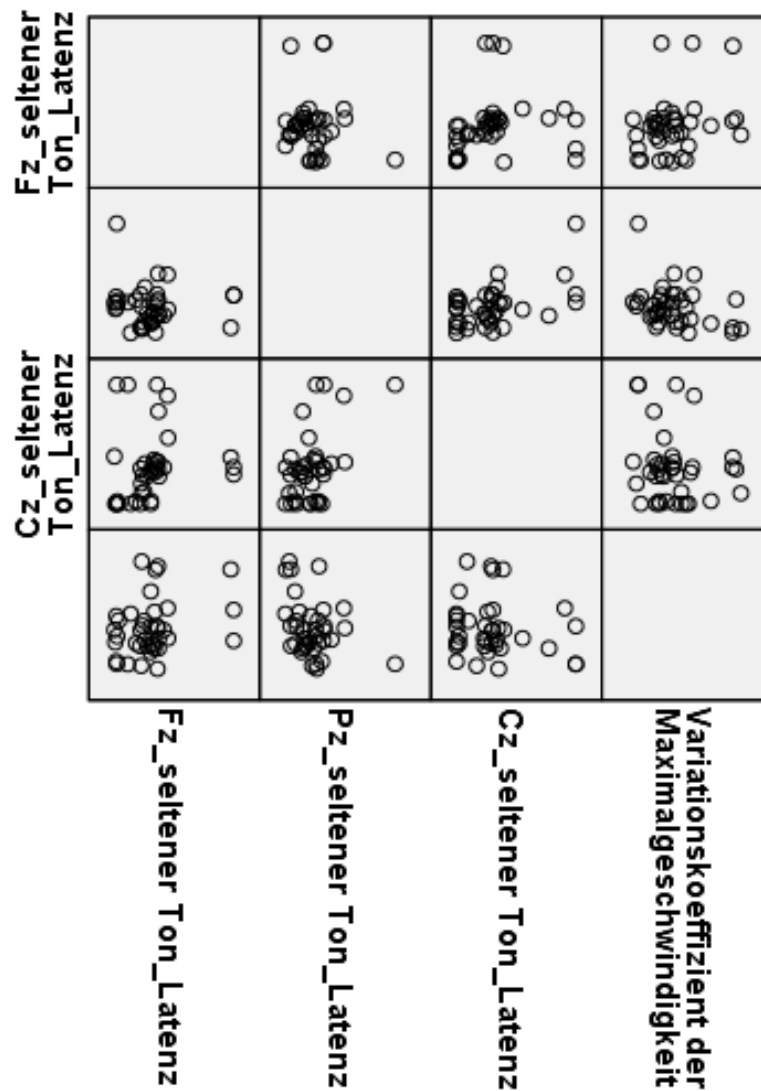 Fz_seltener
Ton_Latenz
Cz_seltener
Ton_Latenz
Fz_seltener Ton_Latenz
Pz_seltener Ton_Latenz
Cz_seltener Ton_Latenz
Variationskoeffizient der
Maximalgeschwindigkeit